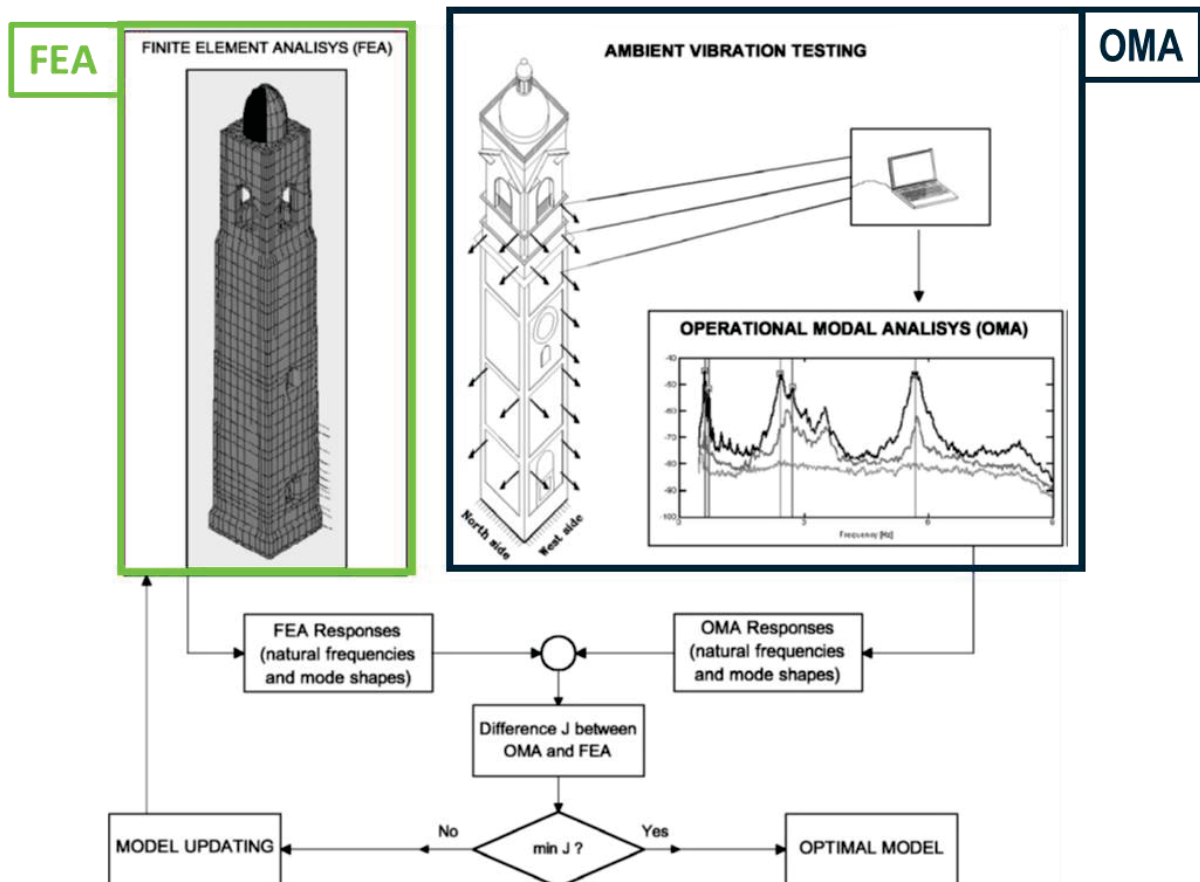 FEA
FINITE ELEMENT ANALISYS (FEA)
AMBIENT VIBRATION TESTING
OMA
North side
West side
OPERATIONAL MODAL ANALISYS (OMA)
-40
-50
-60
-70
-80
-90
-100
0
3
6
9
Frequency [Hz]
FEA Responses
(natural frequencies
and mode shapes)
OMA Responses
(natural frequencies
and mode shapes)
Difference J between
OMA and FEA
MODEL UPDATING
No
min J ?
Yes
OPTIMAL MODEL